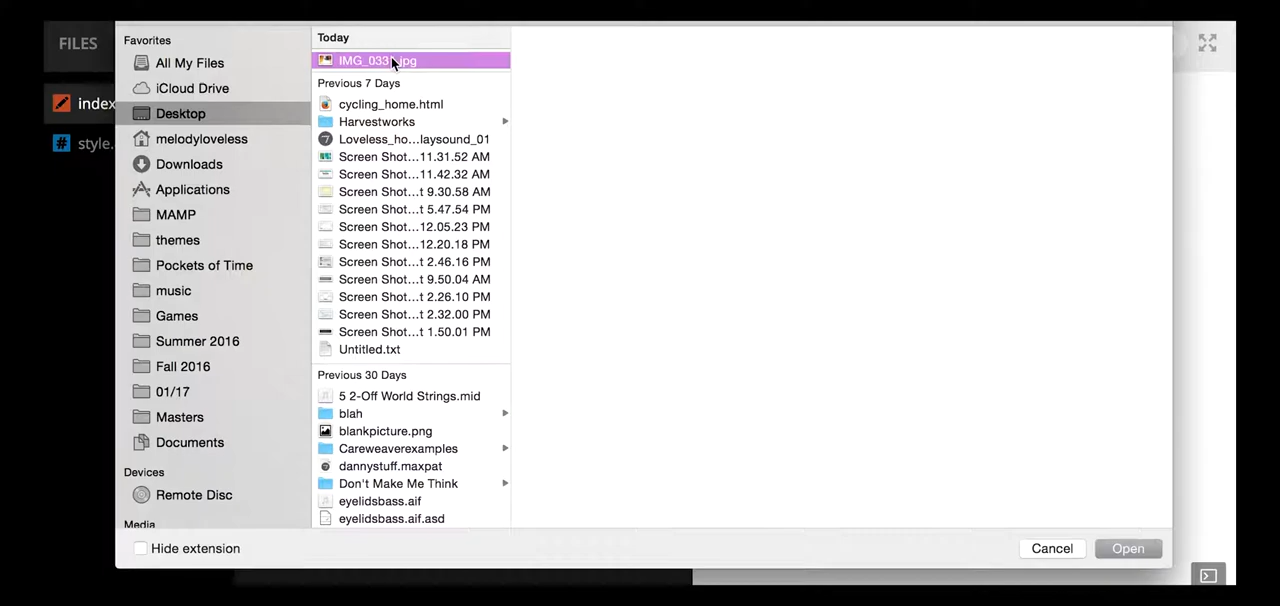 FILES
index
style.
Favorites
All My Files
iCloud Drive
Desktop
melodyloveless
Downloads
Applications
MAMP
themes
Pockets of Time
music
Games
Summer 2016
Fall 2016
01/17
Masters
Documents
Devices
Remote Disc
Media
Today
Previous 7 Days
cycling_home.html
Harvestworks
Loveless_ho...laysound_01
Screen Shot...11.31.52 AM
Screen Shot...11.42.32 AM
Screen Shot...t 9.30.58 AM
Screen Shot...t 5.47.54 PM
Screen Shot...12.05.23 PM
Screen Shot...12.20.18 PM
Screen Shot...t 2.46.16 PM
Screen Shot...t 9.50.04 AM
Screen Shot...t 2.26.10 PM
Screen Shot...t 2.32.00 PM
Screen Shot...t 1.50.01 PM
Untitled.txt
Previous 30 Days
5 2-Off World Strings.mid
blah
blankpicture.png
Careweaverexamples
dannystuff.maxpat
Don't Make Me Think
eyelidsbass.aif
eyelidsbass.aif.asd
Hide extension
Cancel
Open